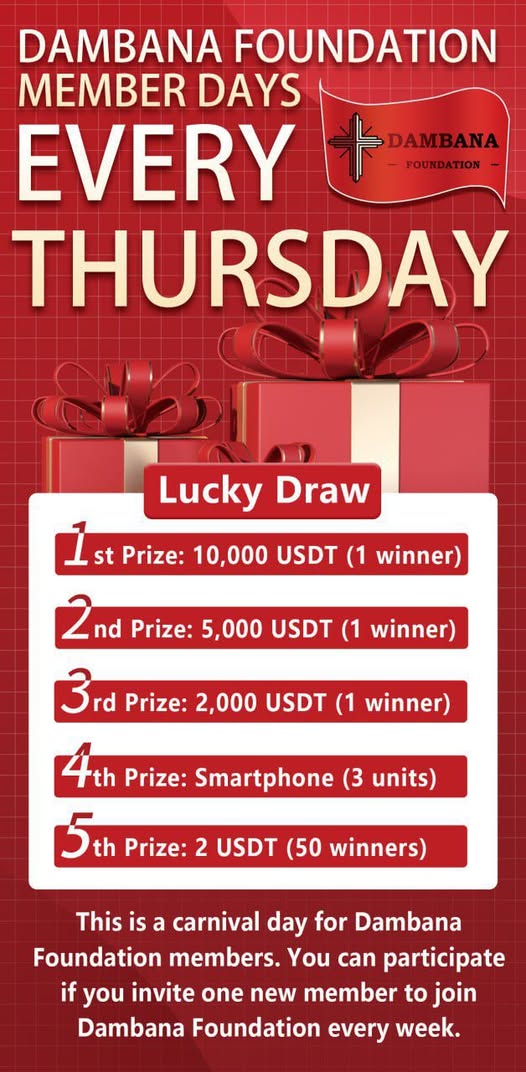 DAMBANA FOUNDATION
MEMBER DAYS
EVERY
THURSDAY
DAMBANA
— FOUNDATION —
Lucky Draw
1st Prize: 10,000 USDT (1 winner)
2nd Prize: 5,000 USDT (1 winner)
3rd Prize: 2,000 USDT (1 winner)
4th Prize: Smartphone (3 units)
5th Prize: 2 USDT (50 winners)
This is a carnival day for Dambana
Foundation members. You can participate
if you invite one new member to join
Dambana Foundation every week.